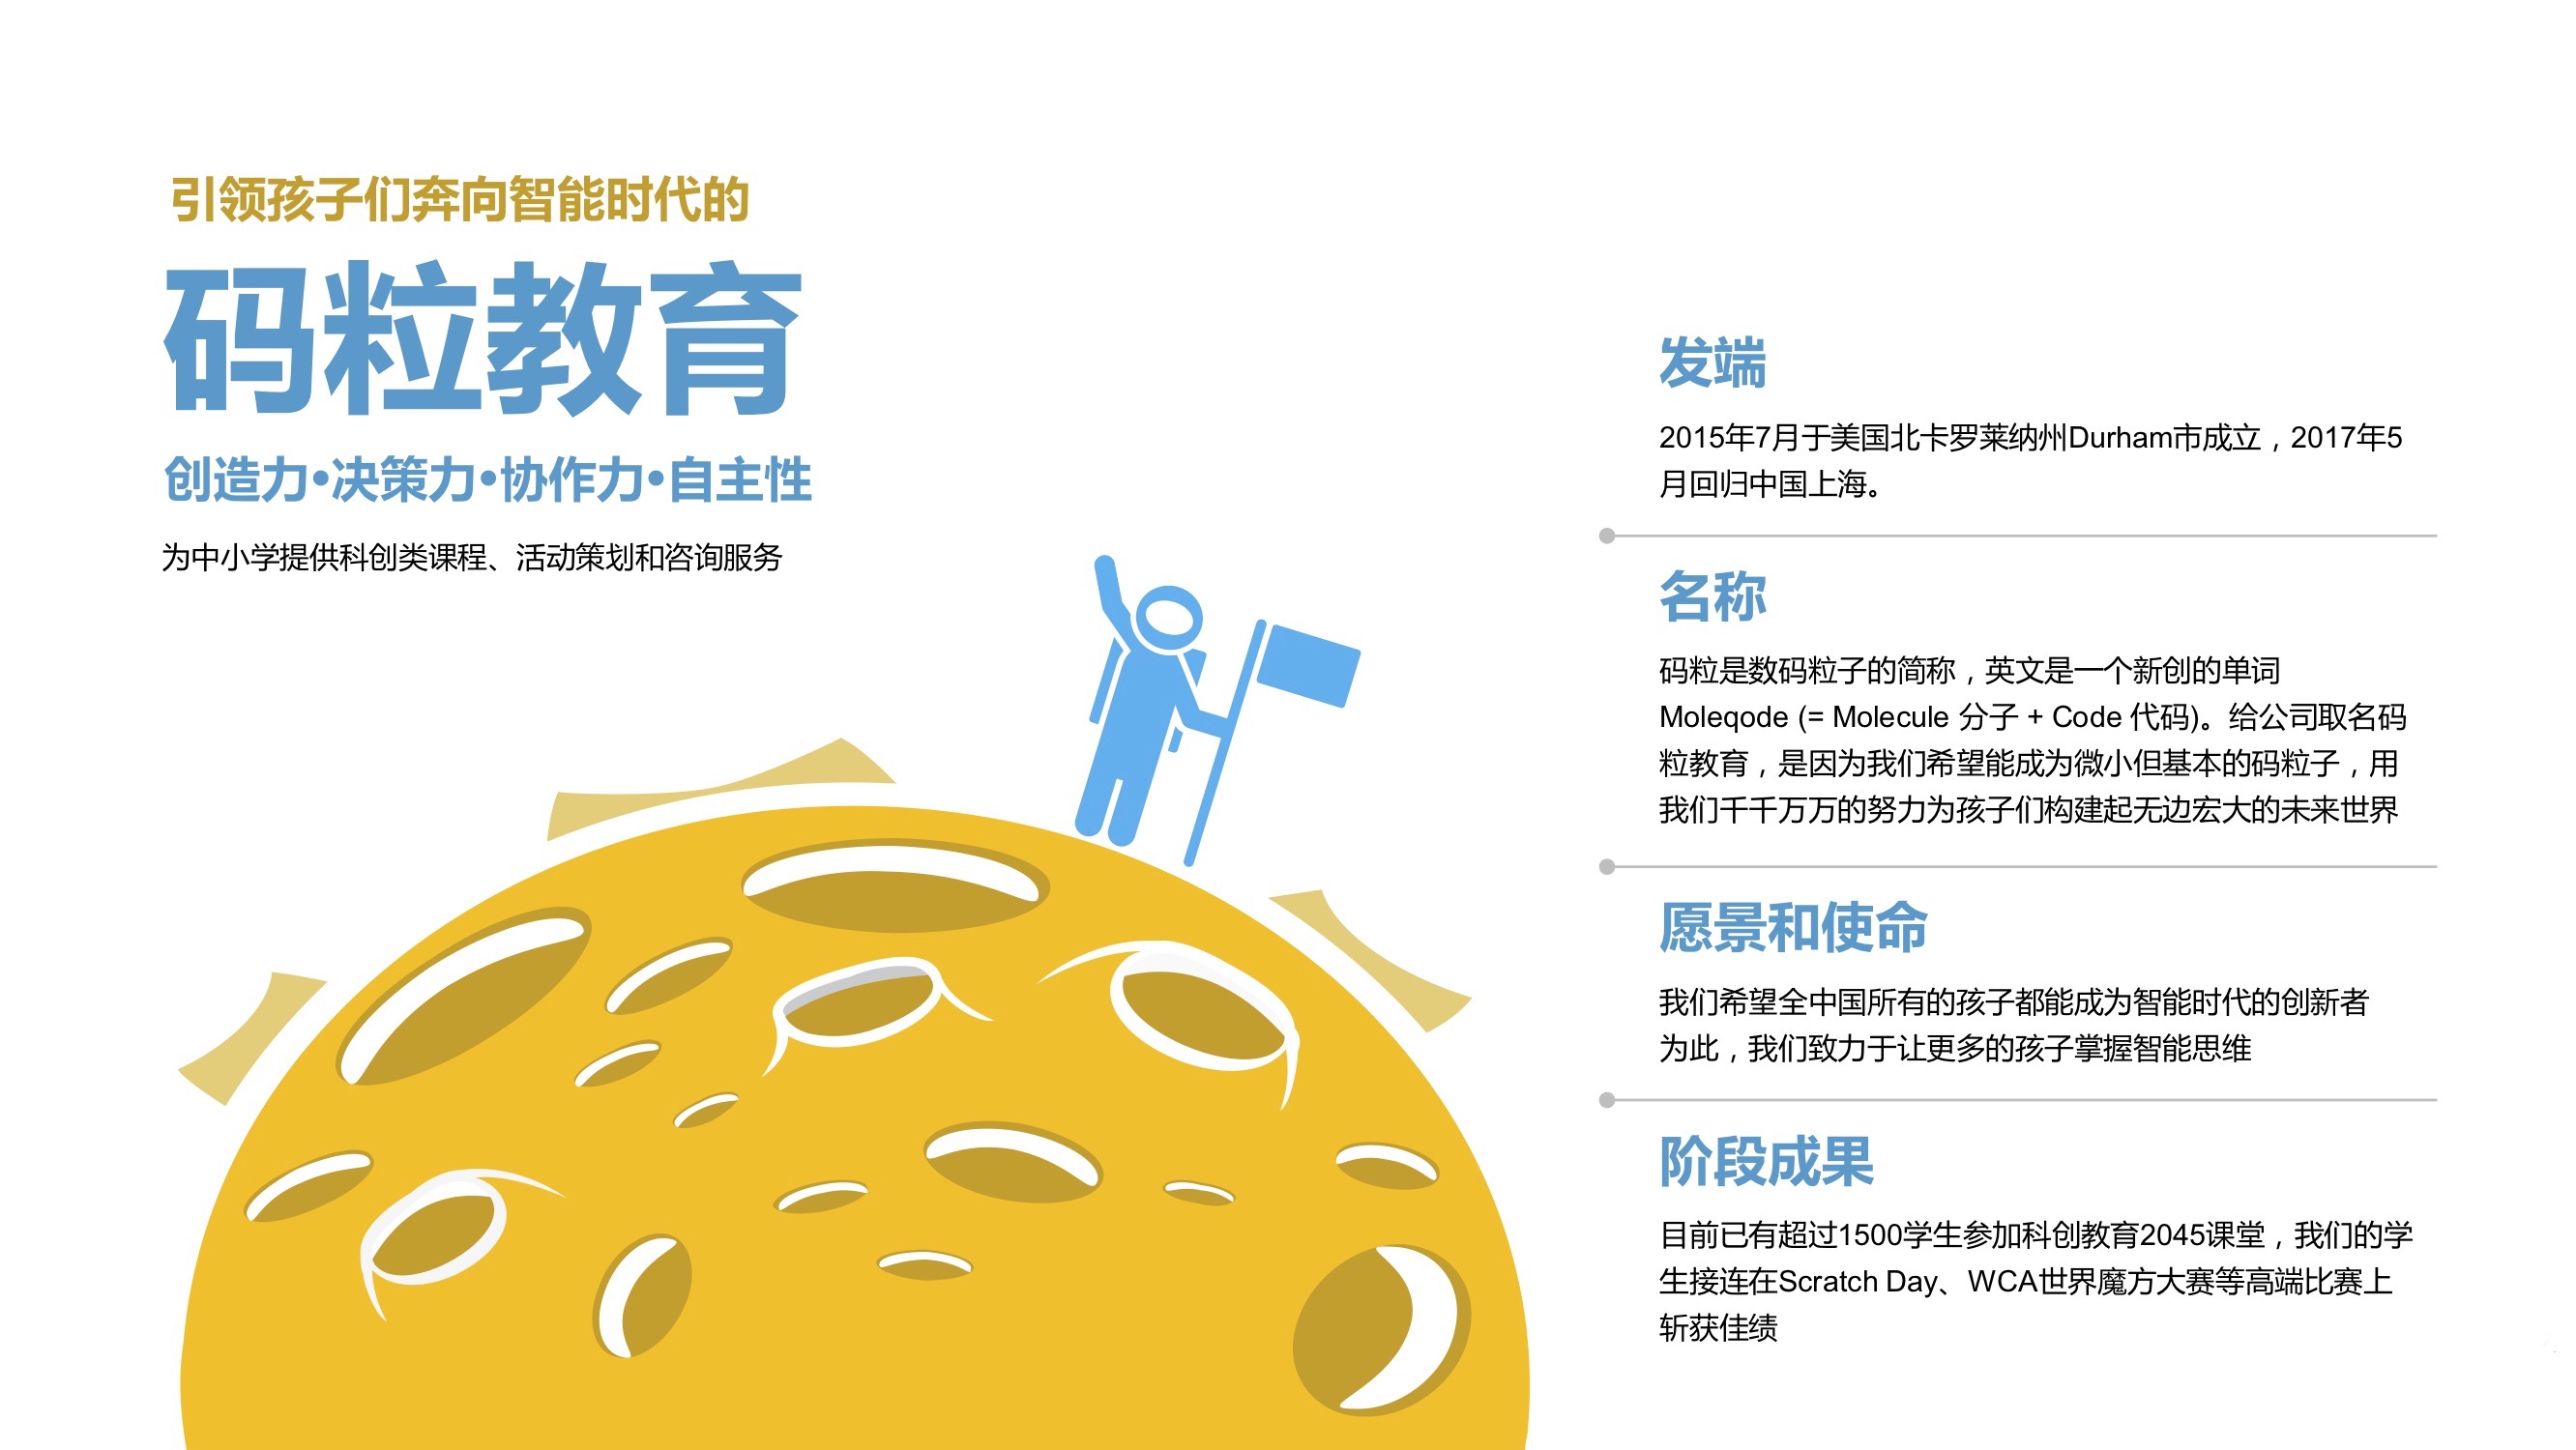 引领孩子们奔向智能时代的
码粒教育
创造力•决策力•协作力•自主性
为中小学提供科创类课程、活动策划和咨询服务
发端
2015年7月于美国北卡罗莱纳州Durham市成立，2017年5
月回归中国上海。
名称
码粒是数码粒子的简称，英文是一个新创的单词
Moleqode (= Molecule 分子 + Code 代码)。给公司取名码
粒教育，是因为我们希望能成为微小但基本的码粒子，用
我们千千万万的努力为孩子们构建起无边宏大的未来世界
愿景和使命
我们希望全中国所有的孩子都能成为智能时代的创新者
为此，我们致力于让更多的孩子掌握智能思维
阶段成果
目前已有超过1500学生参加科创教育2045课堂，我们的学
生接连在Scratch Day、WCA世界魔方大赛等高端比赛上
斩获佳绩